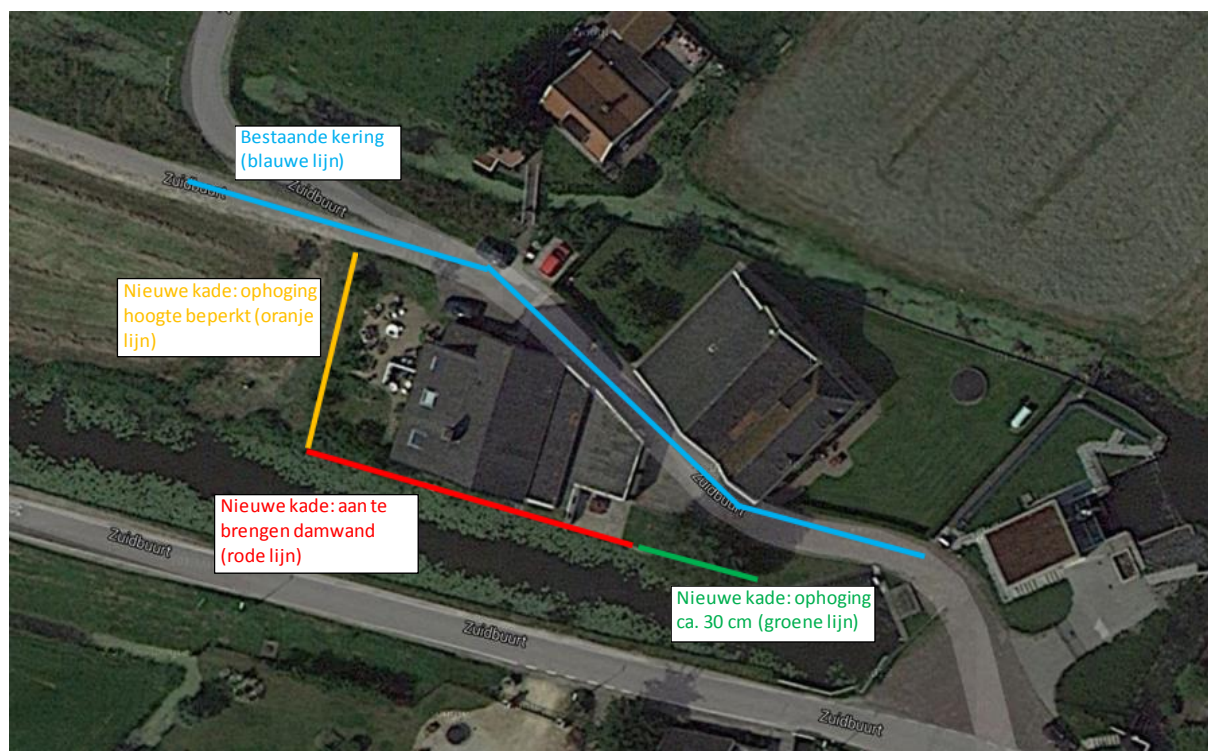 Bestaande kering
(blauwe lijn)
Zuidbuurt
Zuidbuurt
Nieuwe kade: ophoging
hoogte beperkt (oranje
lijn)
Nieuwe kade: aan te
brengen damwand
(rode lijn)
Zuidbuurt
Zuidbuurt
Nieuwe kade: ophoging
ca. 30 cm (groene lijn)
Zuidbuurt
Zuidbuurt